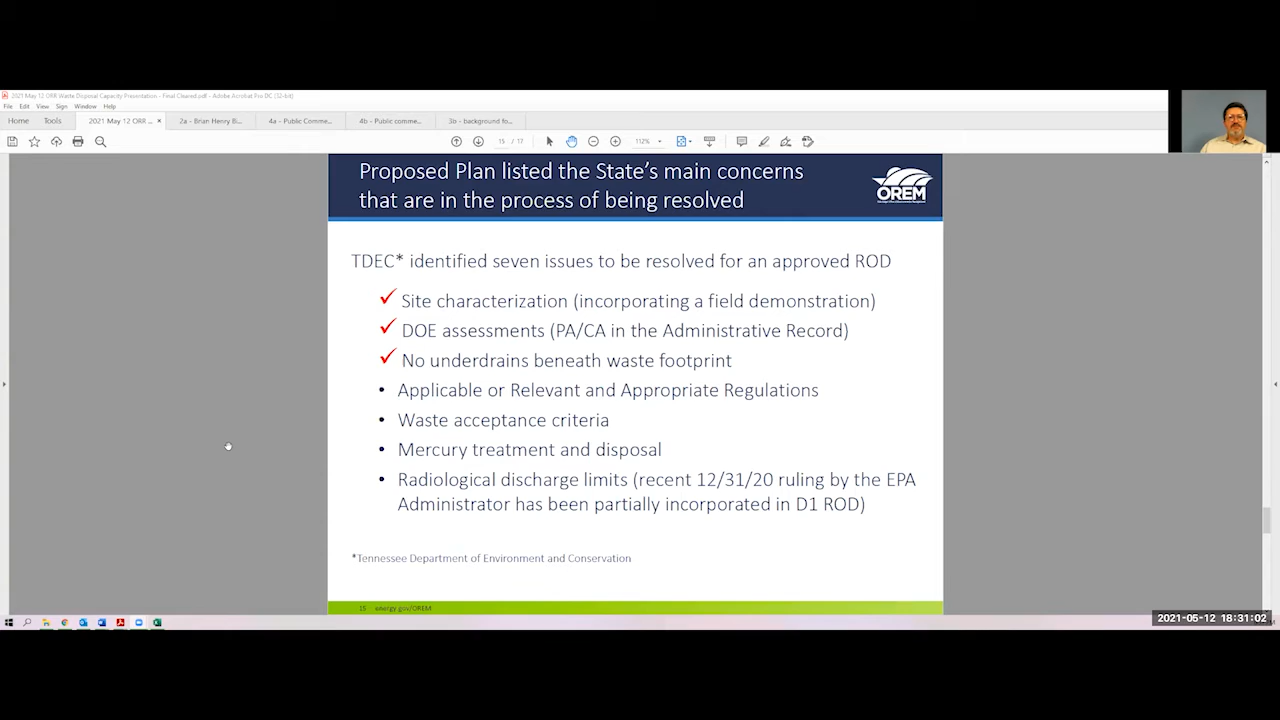 2021 May 12 ORR Waste Disposal Capacity Presentation - Final Cleared.pdf - Adobe Acrobat Pro DC (32-bit)
File Edit View Sign Window Help
Home Tools 2021 May 12 ORR ... × 2a - Brian Henry B... 4a - Public Comme... 4b - Public comme... 3b - background fo...
15 / 17 112%
Proposed Plan listed the State's main concerns
that are in the process of being resolved
OREM
TDEC* identified seven issues to be resolved for an approved ROD
✓ Site characterization (incorporating a field demonstration)
✓ DOE assessments (PA/CA in the Administrative Record)
✓ No underdrains beneath waste footprint
• Applicable or Relevant and Appropriate Regulations
• Waste acceptance criteria
• Mercury treatment and disposal
• Radiological discharge limits (recent 12/31/20 ruling by the EPA
Administrator has been partially incorporated in D1 ROD)
*Tennessee Department of Environment and Conservation
15 energy.gov/OREM
2021-05-12 18:31:02